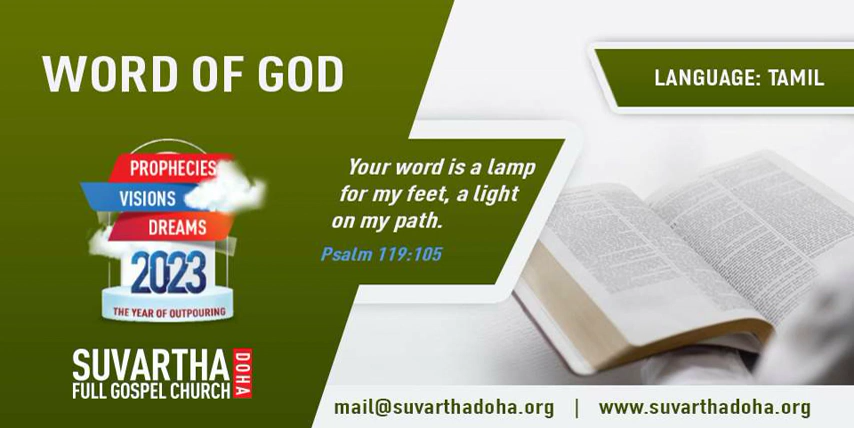 WORD OF GOD
LANGUAGE: TAMIL
PROPHECIES
VISIONS
DREAMS
2023
THE YEAR OF OUTPOURING
Your word is a lamp
for my feet, a light
on my path.
Psalm 119:105
SUVARTHA
FULL GOSPEL CHURCH
DOHA
mail@suvarthadoha.org | www.suvarthadoha.org